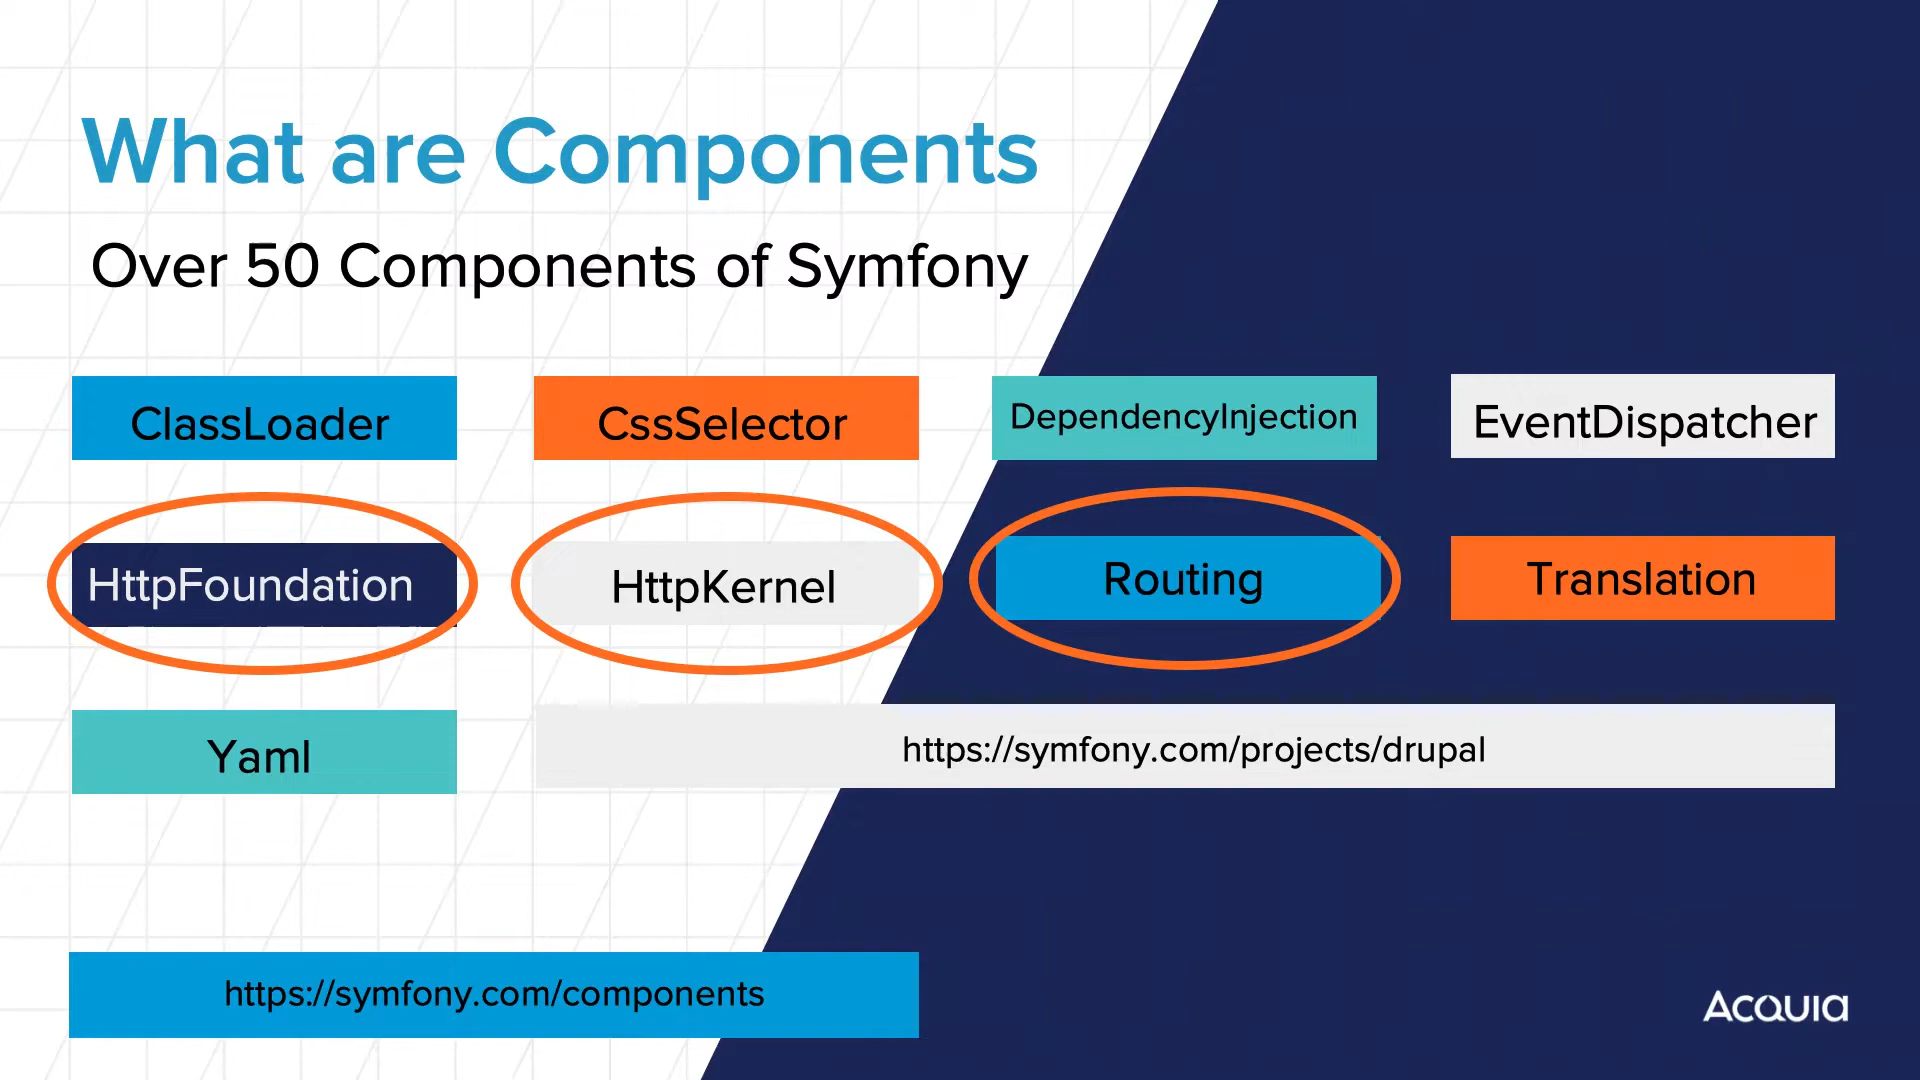 What are Components
Over 50 Components of Symfony
ClassLoader
CssSelector
DependencyInjection
EventDispatcher
HttpFoundation
HttpKernel
Routing
Translation
Yaml
https://symfony.com/projects/drupal
https://symfony.com/components
Acquia